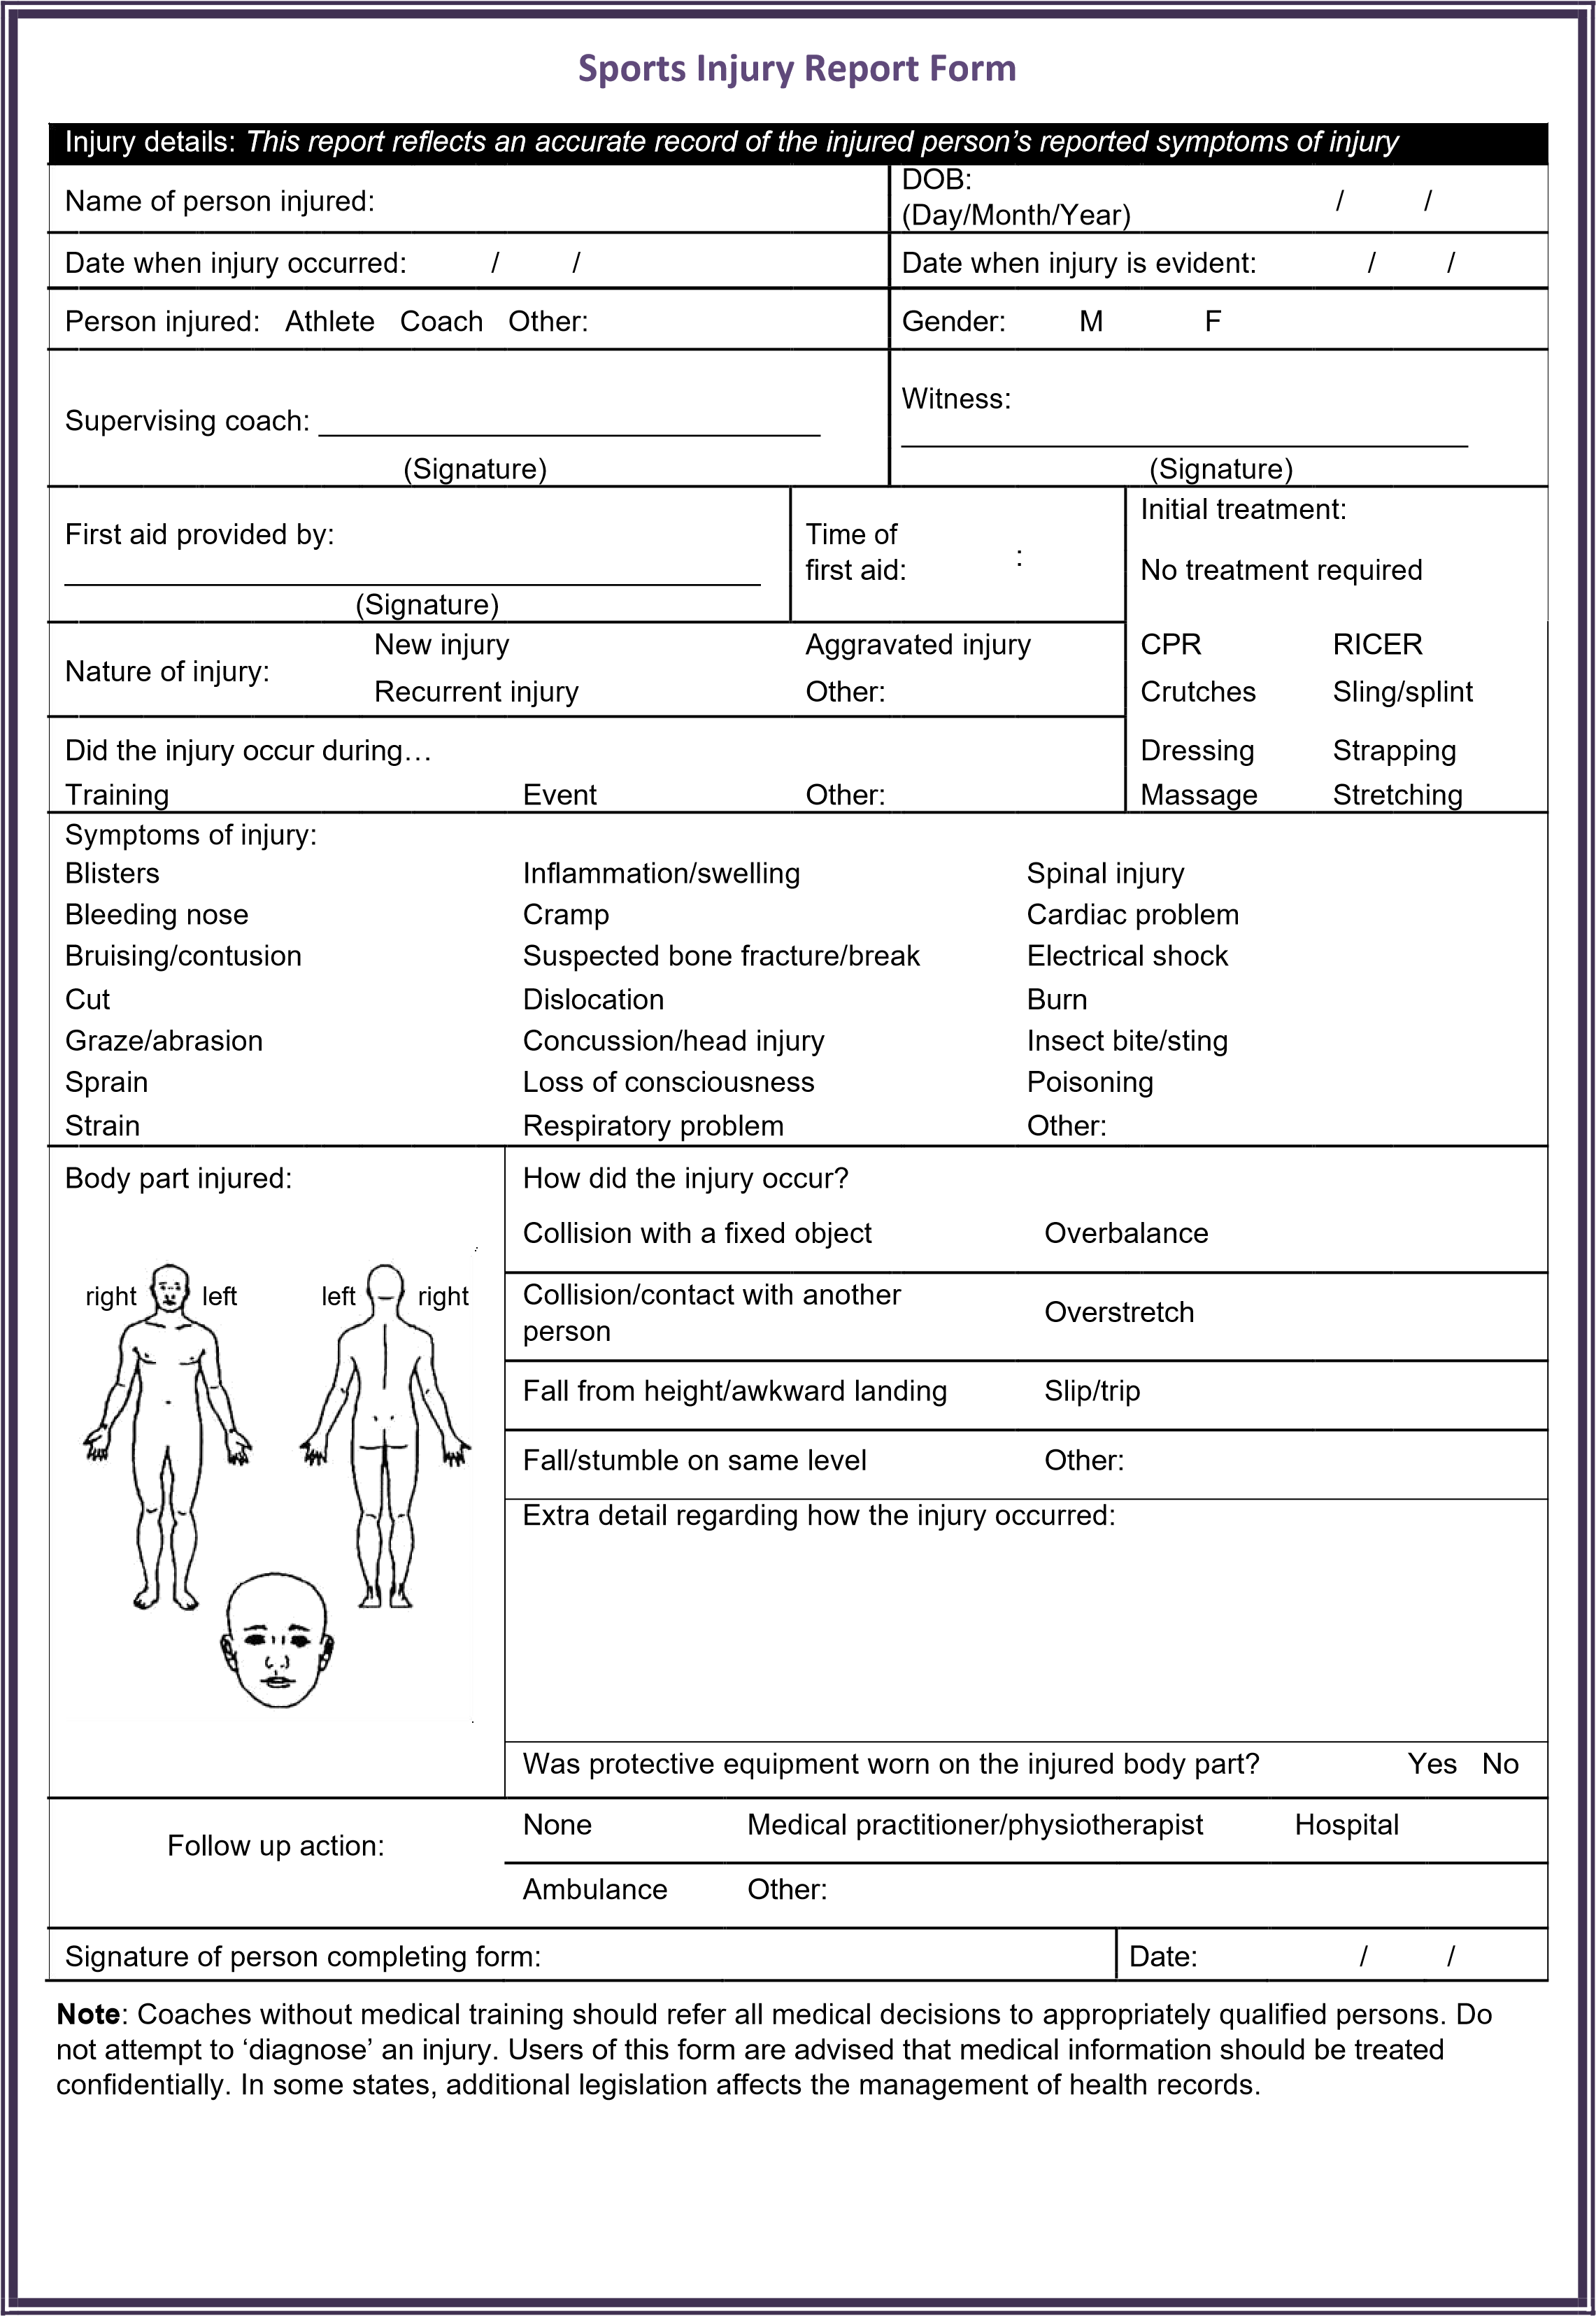 Sports Injury Report Form
Injury details: This report reflects an accurate record of the injured person’s reported symptoms of injury
Name of person injured:
DOB:
(Day/Month/Year) / /
Date when injury occurred: / /
Date when injury is evident: / /
Person injured: Athlete Coach Other:
Gender: M F
Supervising coach:
(Signature)
Witness:
(Signature)
First aid provided by:
(Signature)
Time of
first aid: :
Initial treatment:
No treatment required
Nature of injury:
New injury Aggravated injury
Recurrent injury Other:
CPR RICER
Crutches Sling/splint
Did the injury occur during…
Training Event Other:
Dressing Strapping
Massage Stretching
Symptoms of injury:
Blisters Inflammation/swelling Spinal injury
Bleeding nose Cramp Cardiac problem
Bruising/contusion Suspected bone fracture/break Electrical shock
Cut Dislocation Burn
Graze/abrasion Concussion/head injury Insect bite/sting
Sprain Loss of consciousness Poisoning
Strain Respiratory problem Other:
Body part injured:
right left left right
How did the injury occur?
Collision with a fixed object Overbalance
Collision/contact with another
person
Overstretch
Fall from height/awkward landing Slip/trip
Fall/stumble on same level Other:
Extra detail regarding how the injury occurred:
Was protective equipment worn on the injured body part? Yes No
Follow up action:
None Medical practitioner/physiotherapist Hospital
Ambulance Other:
Signature of person completing form:
Date: / /
Note: Coaches without medical training should refer all medical decisions to appropriately qualified persons. Do
not attempt to ‘diagnose’ an injury. Users of this form are advised that medical information should be treated
confidentially. In some states, additional legislation affects the management of health records.